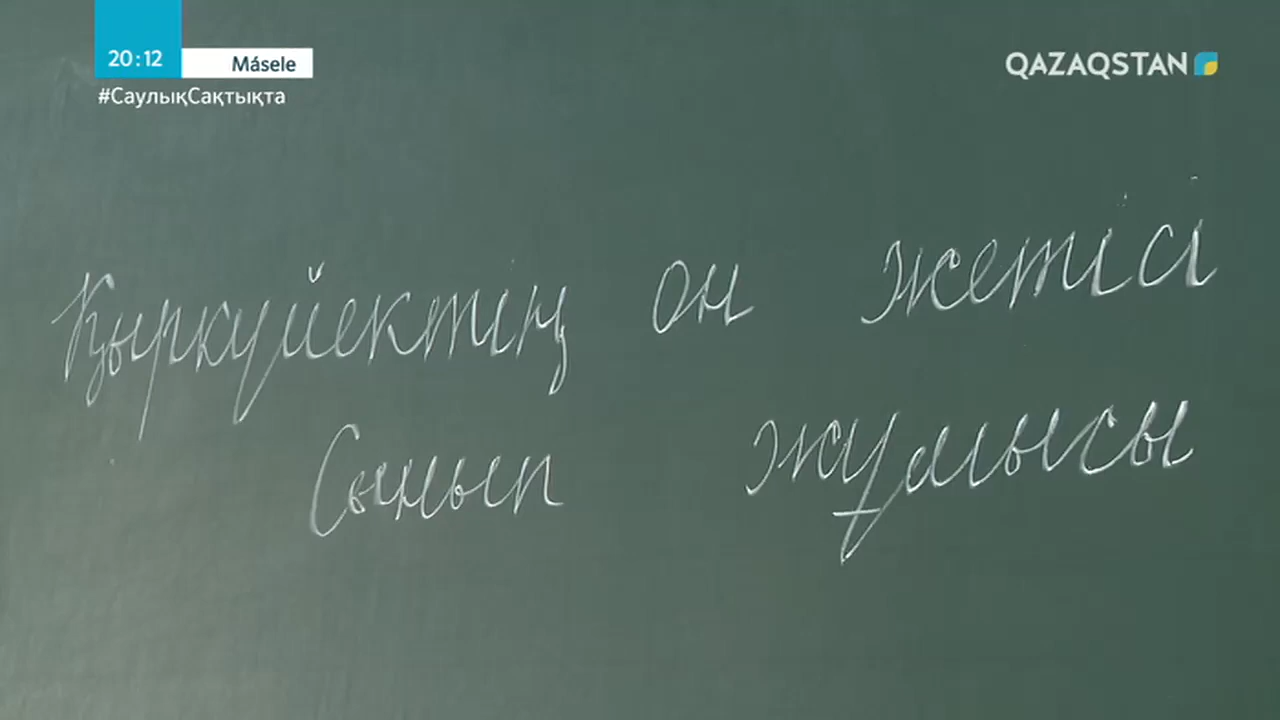 20:12
Másele
QAZAQSTAN
#СаулықСақтықта
Қыркүйектің он жетісі
Сынып жұмысы